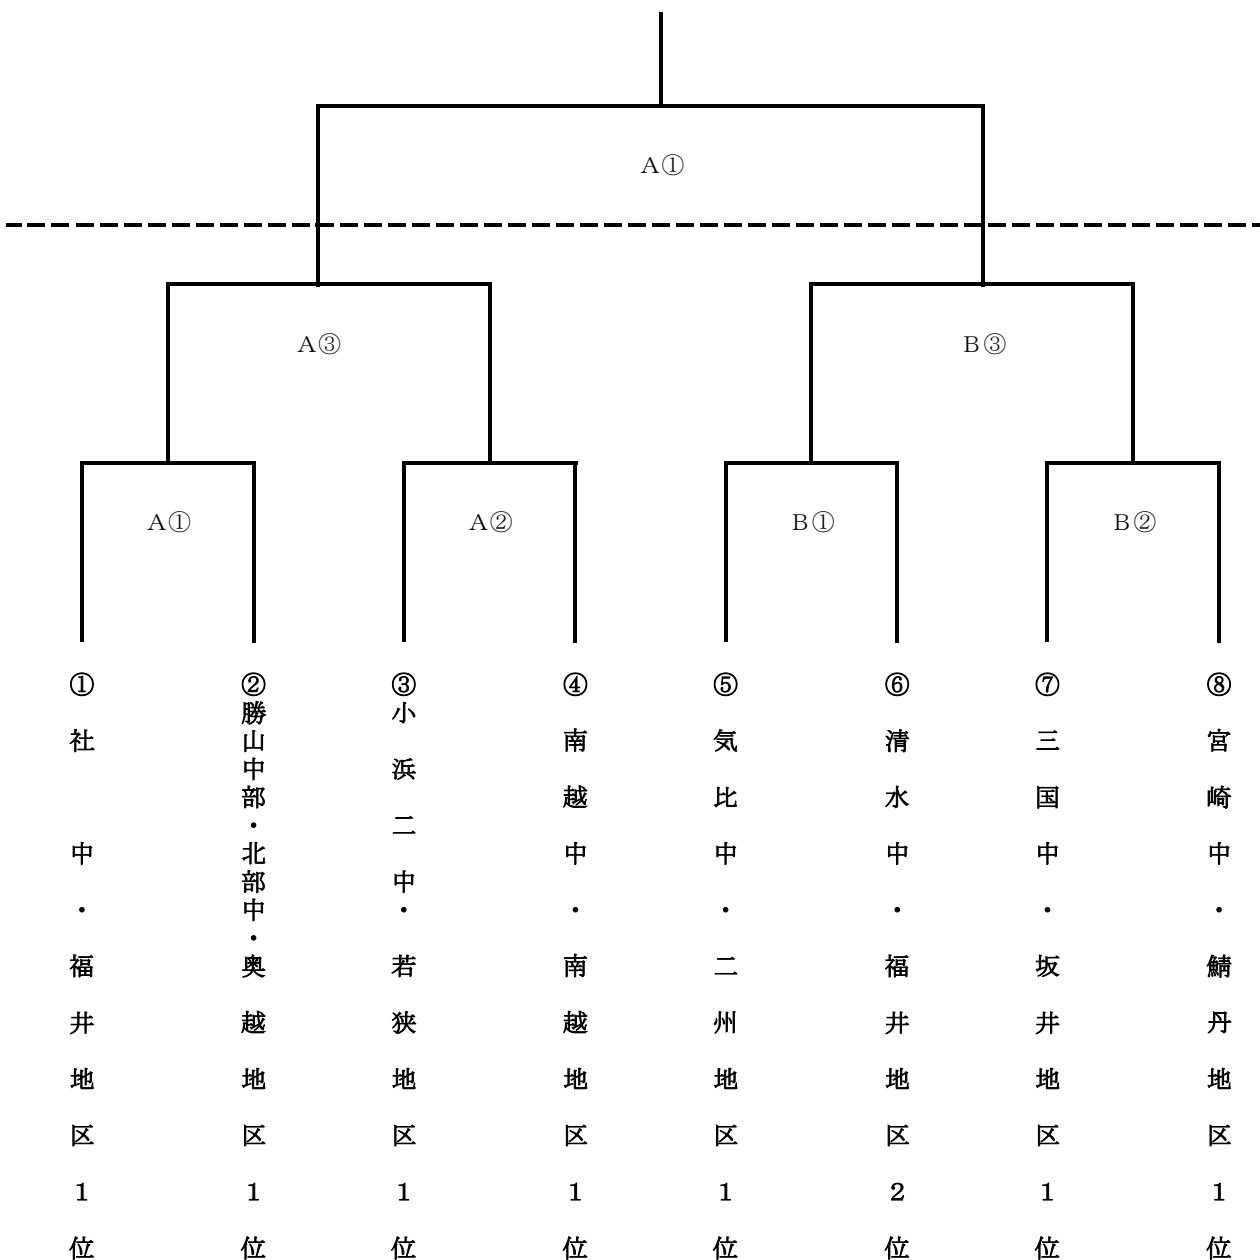 A①
A③
B③
A①
A②
B①
B②
①社中・福井地区1位
②勝山中部・北部中・奥越地区1位
③小浜二中・若狭地区1位
④南越中・南越地区1位
⑤気比中・二州地区1位
⑥清水中・福井地区2位
⑦三国中・坂井地区1位
⑧宮崎中・鯖丹地区1位